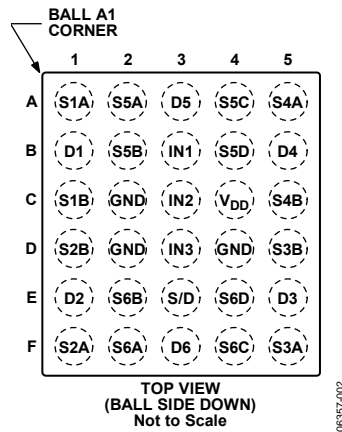 BALL A1
CORNER
1 2 3 4 5
A S1A S5A D5 S5C S4A
B D1 S5B IN1 S5D D4
C S1B GND IN2 VDD S4B
D S2B GND IN3 GND S3B
E D2 S6B S/D S6D D3
F S2A S6A D6 S6C S3A
TOP VIEW
(BALL SIDE DOWN)
Not to Scale
06357-002